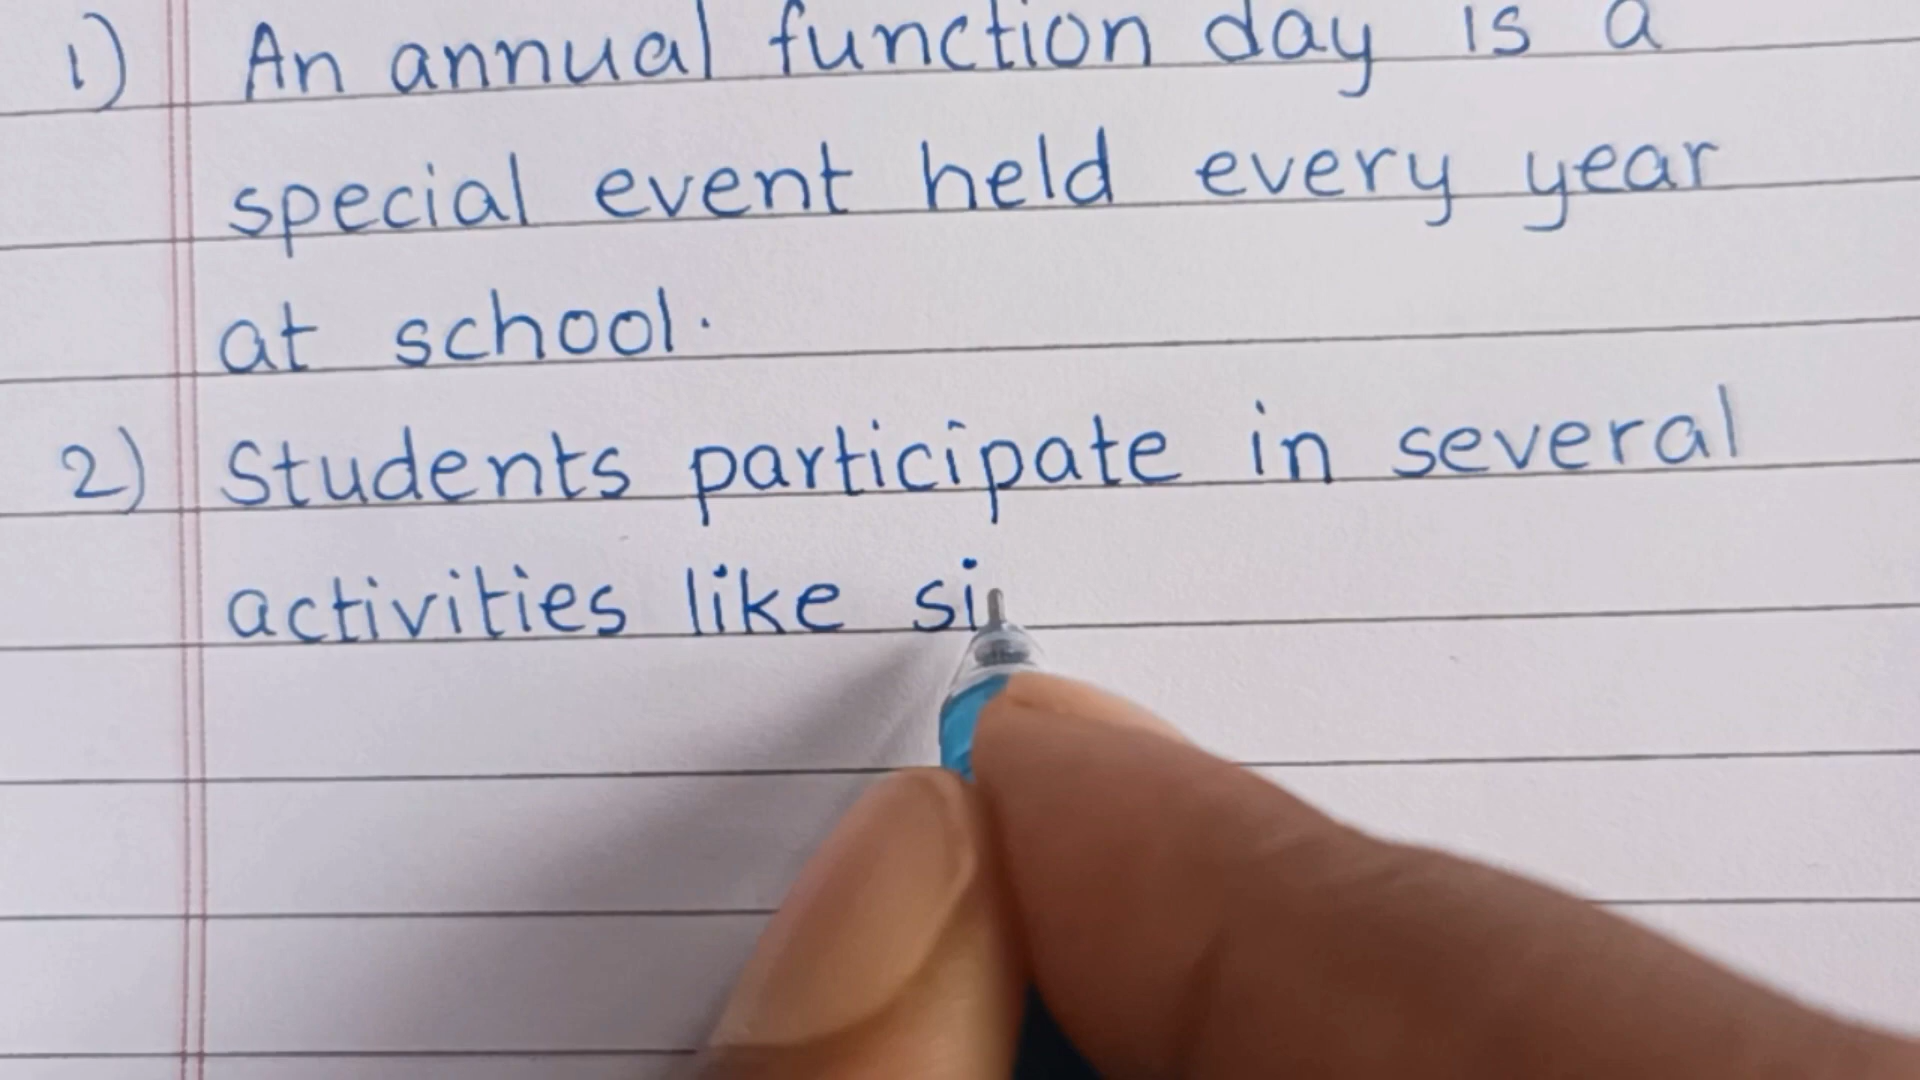 1) An annual function day is a
special event held every year
at school.
2) Students participate in several
activities like si